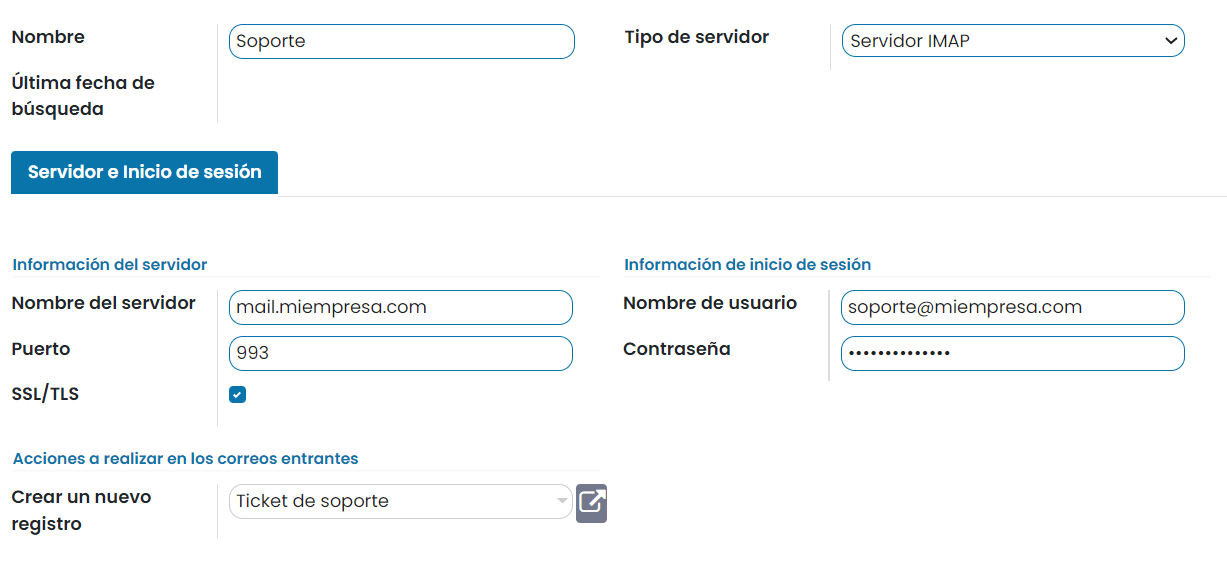 Nombre
Soporte
Tipo de servidor
Servidor IMAP
Última fecha de
búsqueda
Servidor e Inicio de sesión
Información del servidor
Nombre del servidor
mail.miempresa.com
Puerto
993
SSL/TLS
Información de inicio de sesión
Nombre de usuario
soporte@miempresa.com
Contraseña
••••••••••••••
Acciones a realizar en los correos entrantes
Crear un nuevo
registro
Ticket de soporte